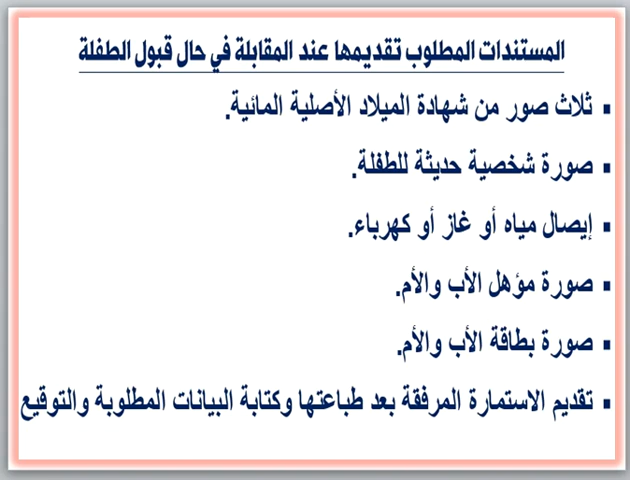 المستندات المطلوب تقديمها عند المقابلة في حال قبول الطفلة
▪ ثلاث صور من شهادة الميلاد الأصلية المائية.
▪ صورة شخصية حديثة للطفلة.
▪ إيصال مياه أو غاز أو كهرباء.
▪ صورة مؤهل الأب والأم.
▪ صورة بطاقة الأب والأم.
▪ تقديم الاستمارة المرفقة بعد طباعتها وكتابة البيانات المطلوبة والتوقيع